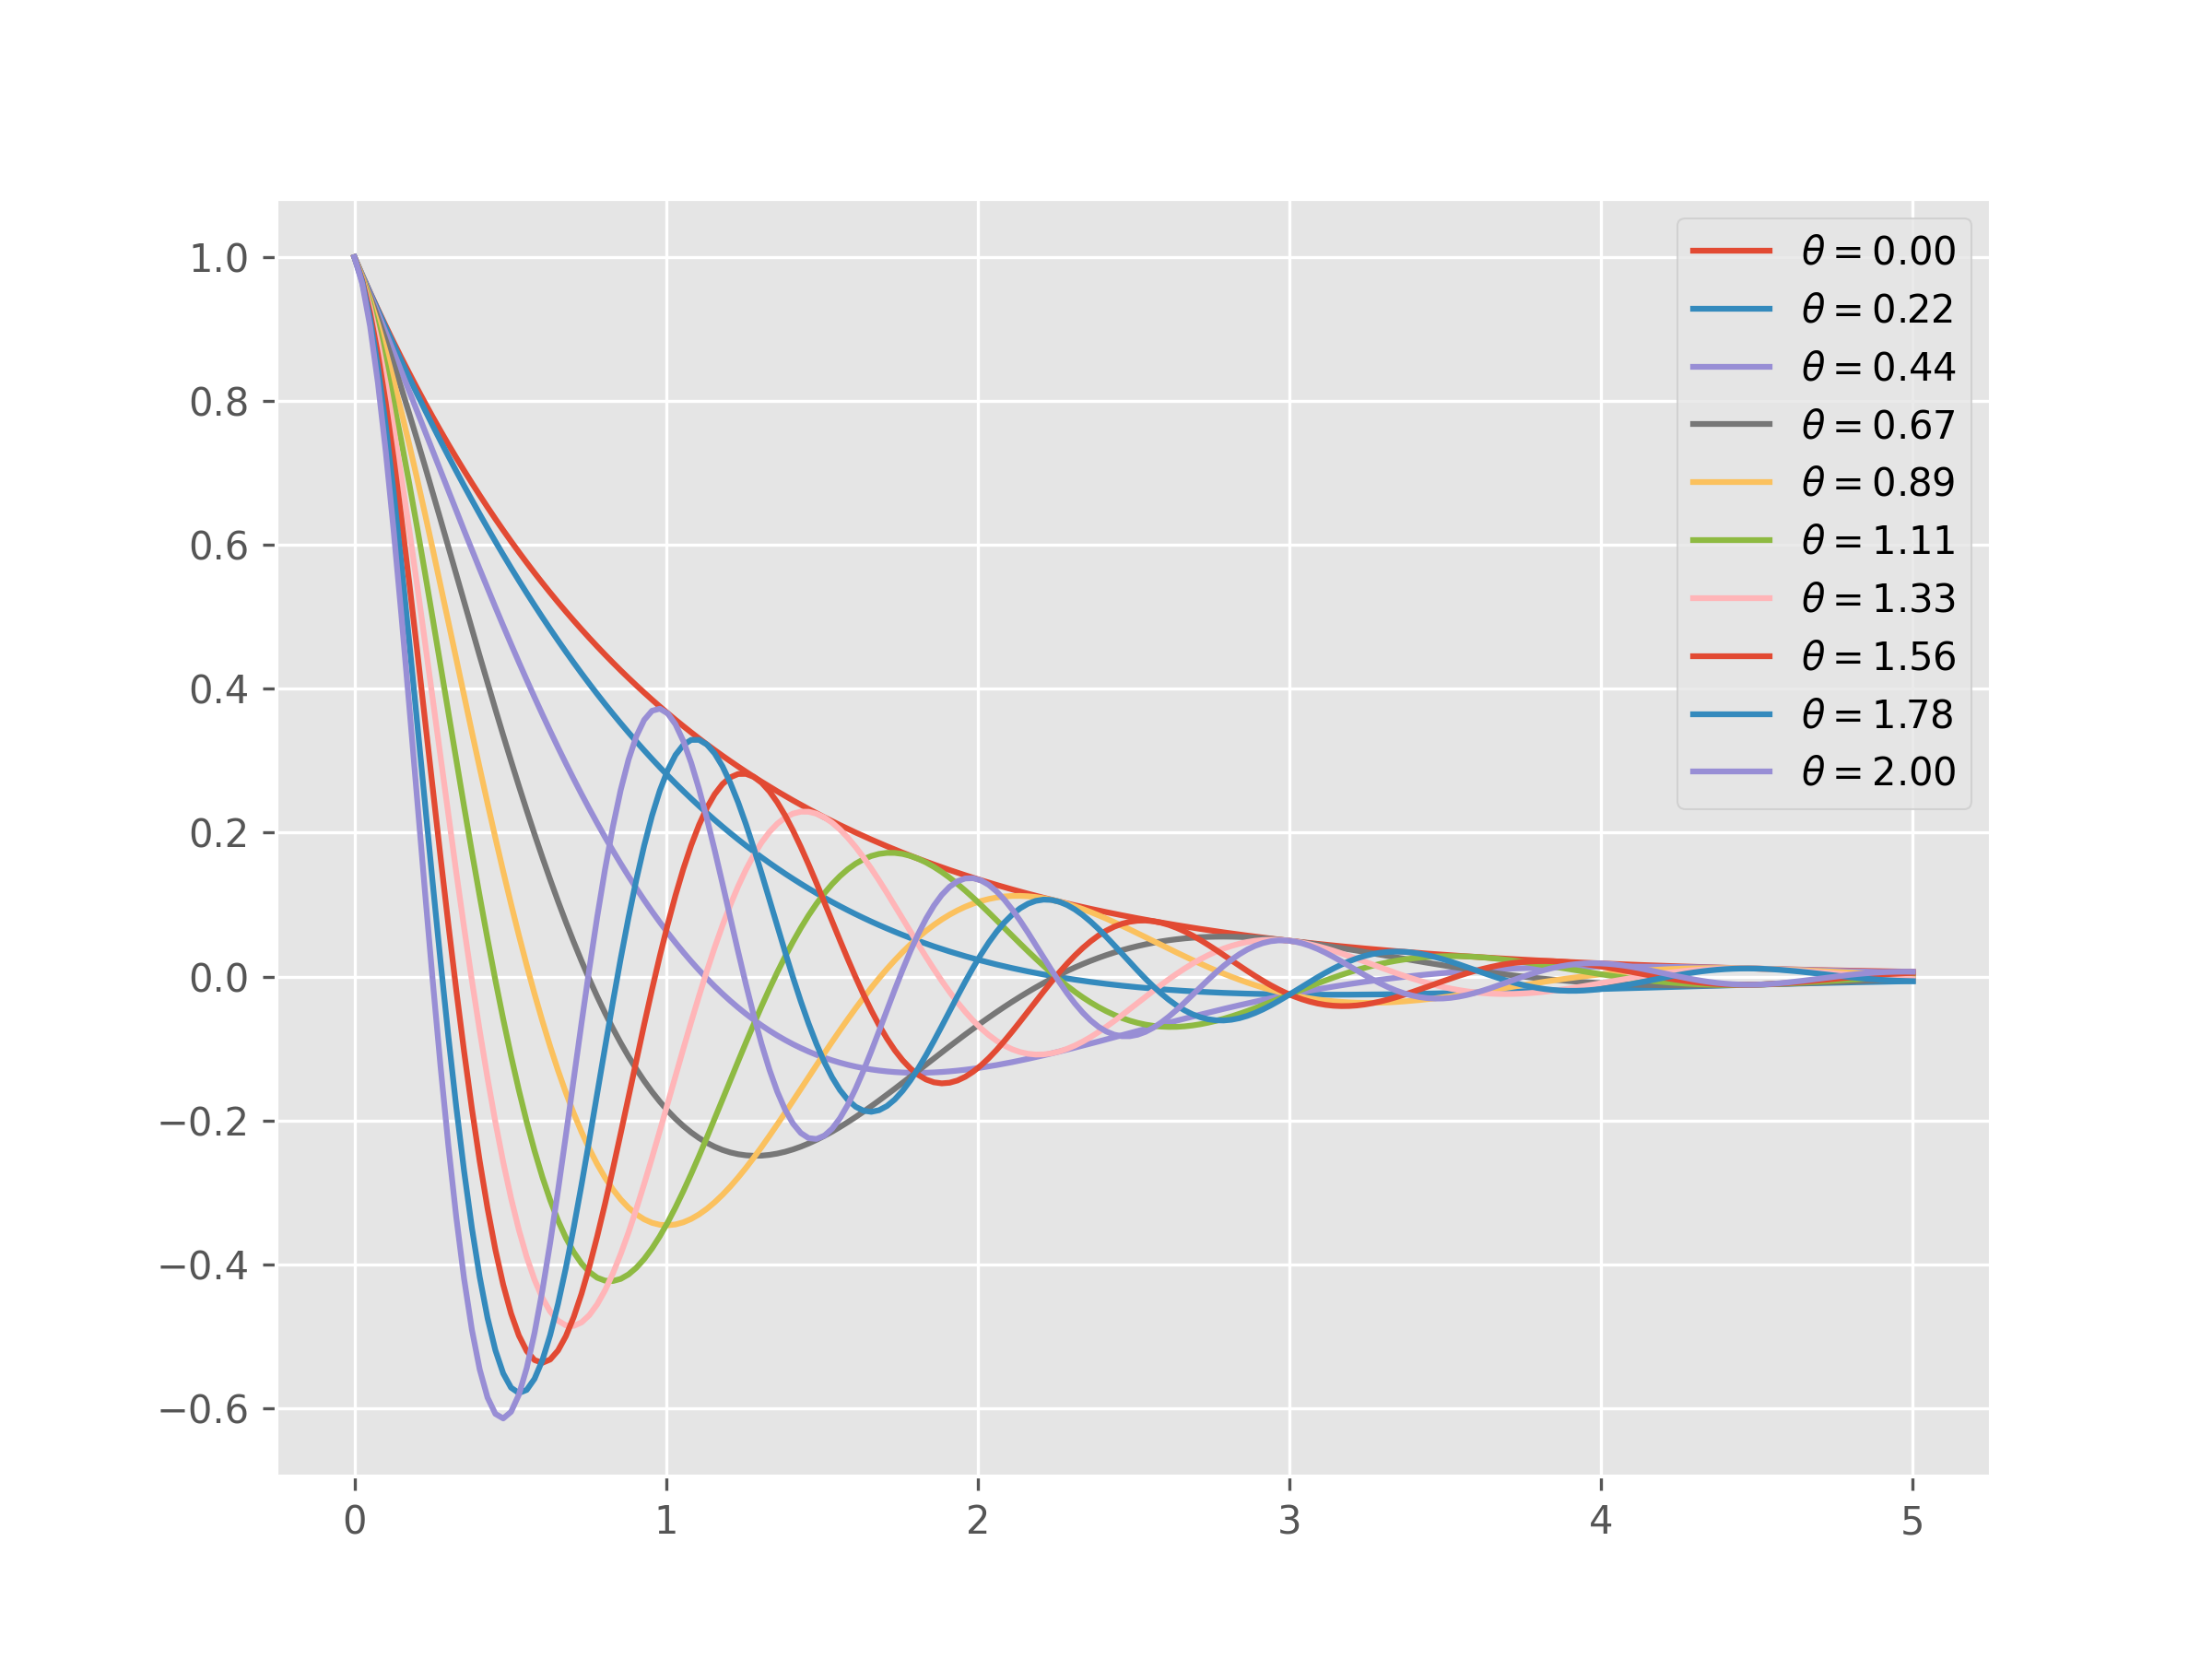 1.0
0.8
0.6
0.4
0.2
0.0
−0.2
−0.4
−0.6
0 1 2 3 4 5
θ = 0.00
θ = 0.22
θ = 0.44
θ = 0.67
θ = 0.89
θ = 1.11
θ = 1.33
θ = 1.56
θ = 1.78
θ = 2.00